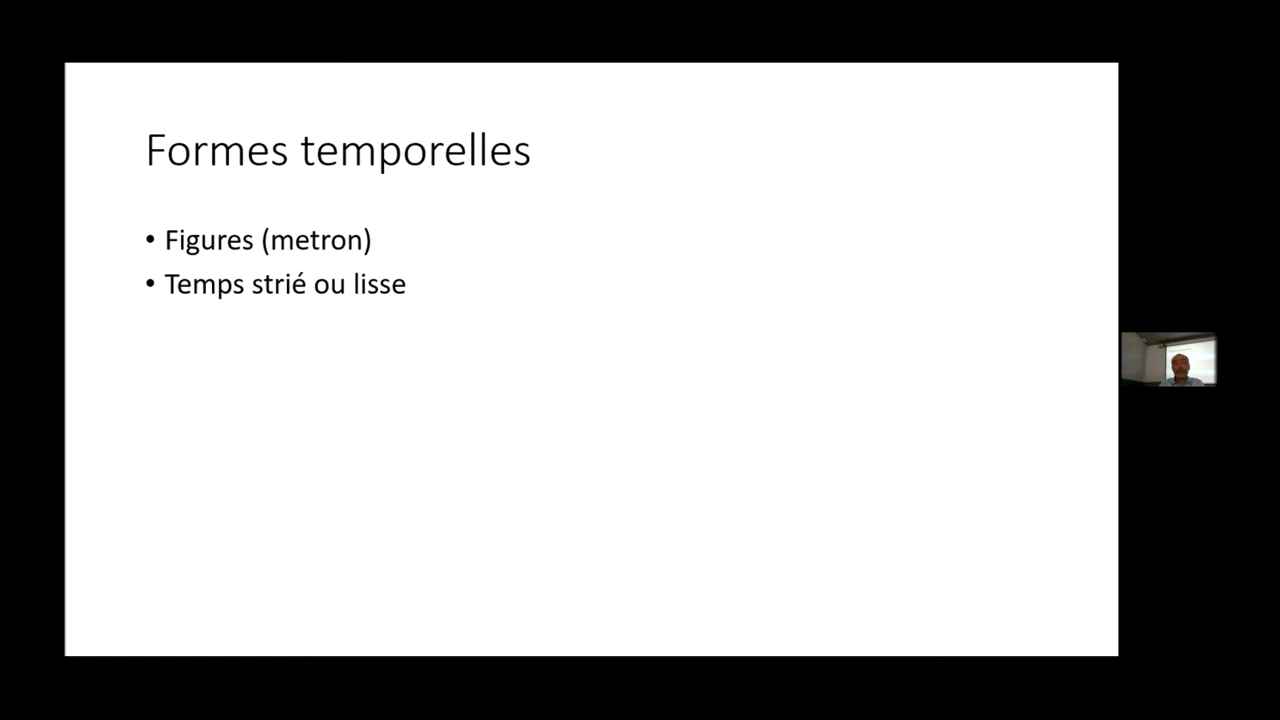 Formes temporelles
• Figures (metron)
• Temps strié ou lisse